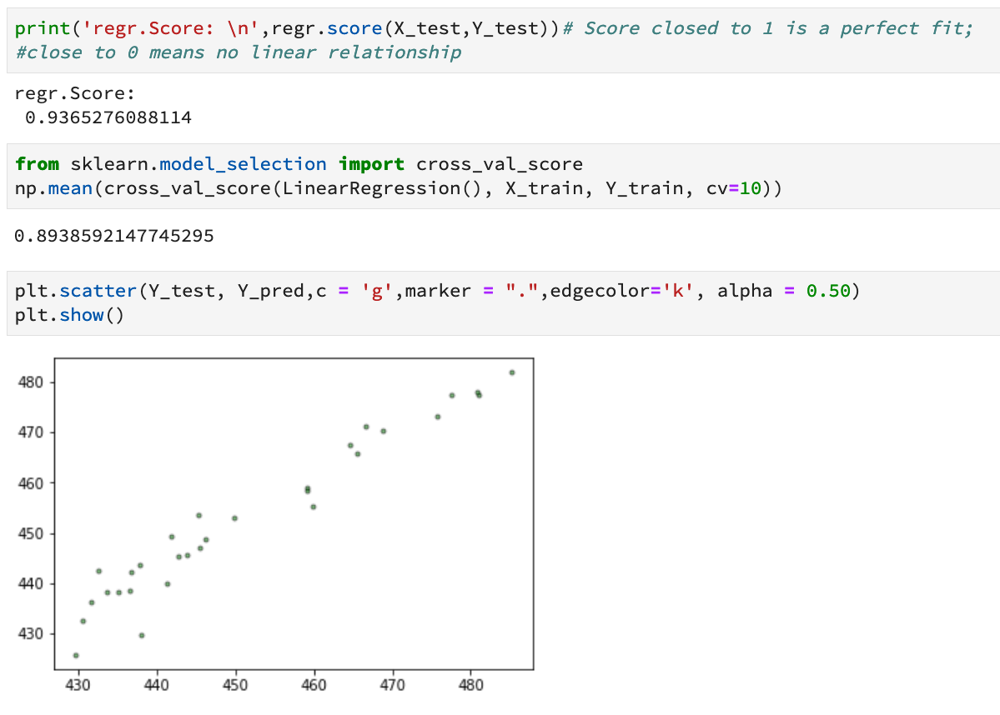 print('regr.Score: \n',regr.score(X_test,Y_test))# Score closed to 1 is a perfect fit;
#close to 0 means no linear relationship
regr.Score:
 0.9365276088114
from sklearn.model_selection import cross_val_score
np.mean(cross_val_score(LinearRegression(), X_train, Y_train, cv=10))
0.8938592147745295
plt.scatter(Y_test, Y_pred,c = 'g',marker = ".",edgecolor='k', alpha = 0.50)
plt.show()
480
470
460
450
440
430
430 440 450 460 470 480